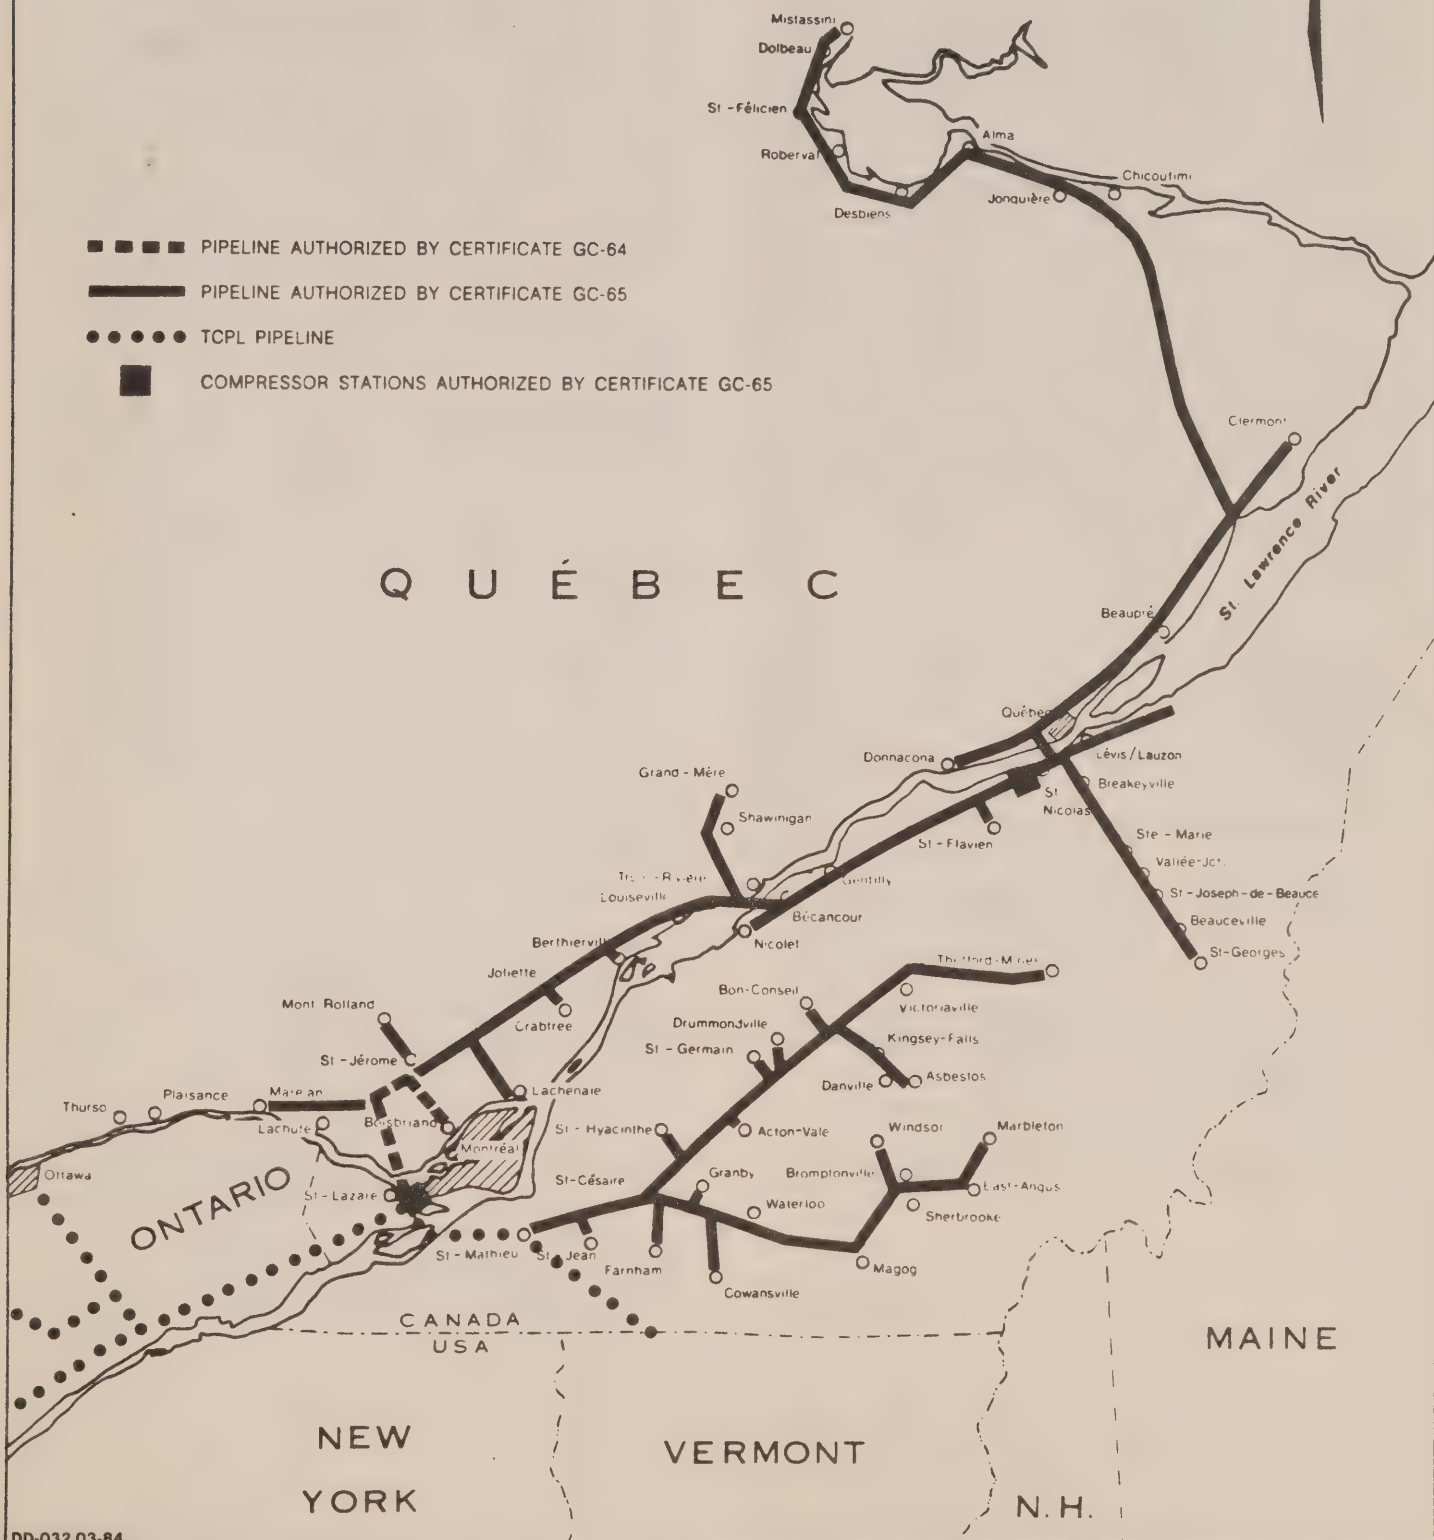 Mistassini
Dolbeau
St-Félicien
Alma
Roberval
Chicoutimi
Jonquière
Desbiens
PIPELINE AUTHORIZED BY CERTIFICATE GC-64
PIPELINE AUTHORIZED BY CERTIFICATE GC-65
TCPL PIPELINE
COMPRESSOR STATIONS AUTHORIZED BY CERTIFICATE GC-65
Clermont
St. Lawrence River
QUÉBEC
Beaupré
Québec
Donnacona
Lévis/Lauzon
Grand-Mère
Breakeyville
St
Nicolas
Shawinigan
Ste-Marie
St-Flavien
Vallée-Jct.
Gentilly
Louiseville
St-Joseph-de-Beauce
Bécancour
Beauceville
Berthierville
Nicolet
St-Georges
Joliette
Thetford-Mines
Bon-Conseil
Mont Rolland
Victoriaville
Crabtree
Drummondville
Kingsey-Falls
St-Germain
St-Jérôme
Danville
Asbestos
Lachenaie
Plaisance
Thurso
Lachute
Boisbriand
St-Hyacinthe
Acton-Vale
Windsor
Marbleton
Montréal
Ottawa
St-Césaire
Granby
Bromptonville
East-Angus
St-Lazare
ONTARIO
Waterloo
Sherbrooke
St-Mathieu
St-Jean
Farnham
Magog
Cowansville
CANADA
USA
MAINE
NEW
YORK
VERMONT
N.H.
DD-032 03-84